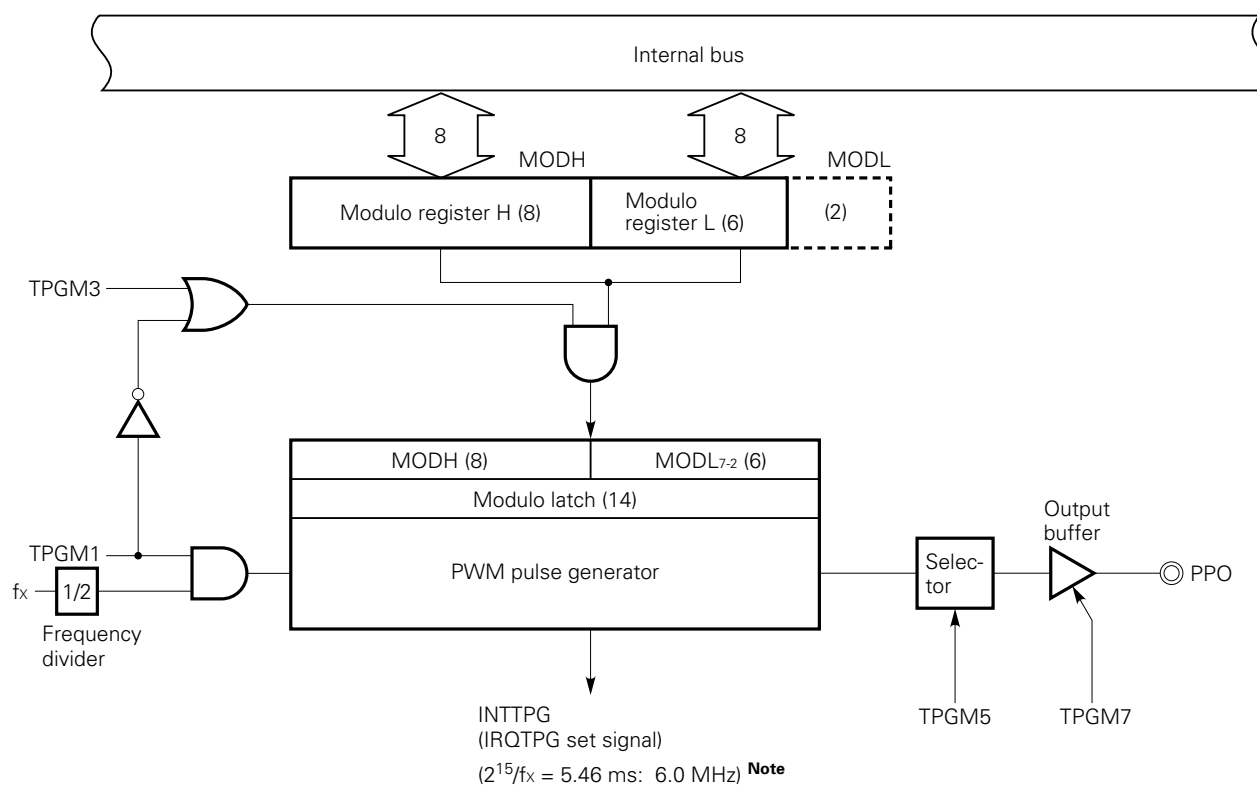 Internal bus
8
8
MODH
MODL
Modulo register H (8)
Modulo
register L (6)
(2)
TPGM3
MODH (8)
MODL7-2 (6)
Modulo latch (14)
TPGM1
fX
1/2
Frequency
divider
PWM pulse generator
Selec-
tor
Output
buffer
PPO
TPGM5
TPGM7
INTTPG
(IRQTPG set signal)
(2^15/fX = 5.46 ms: 6.0 MHz) Note